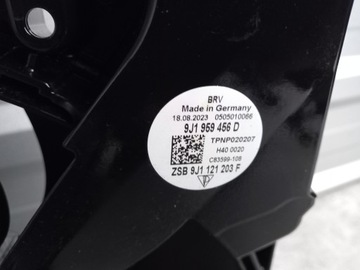 BRV
Made in Germany
18.08.2023 0505010066
9J1 959 456 D
TPNP020207
H40 0020
C83599-108
ZSB 9J1 121 203 F